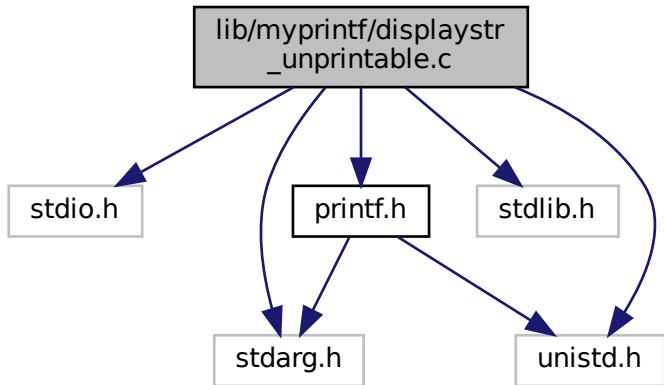 lib/myprintf/displaystr
_unprintable.c
stdio.h
printf.h
stdlib.h
stdarg.h
unistd.h